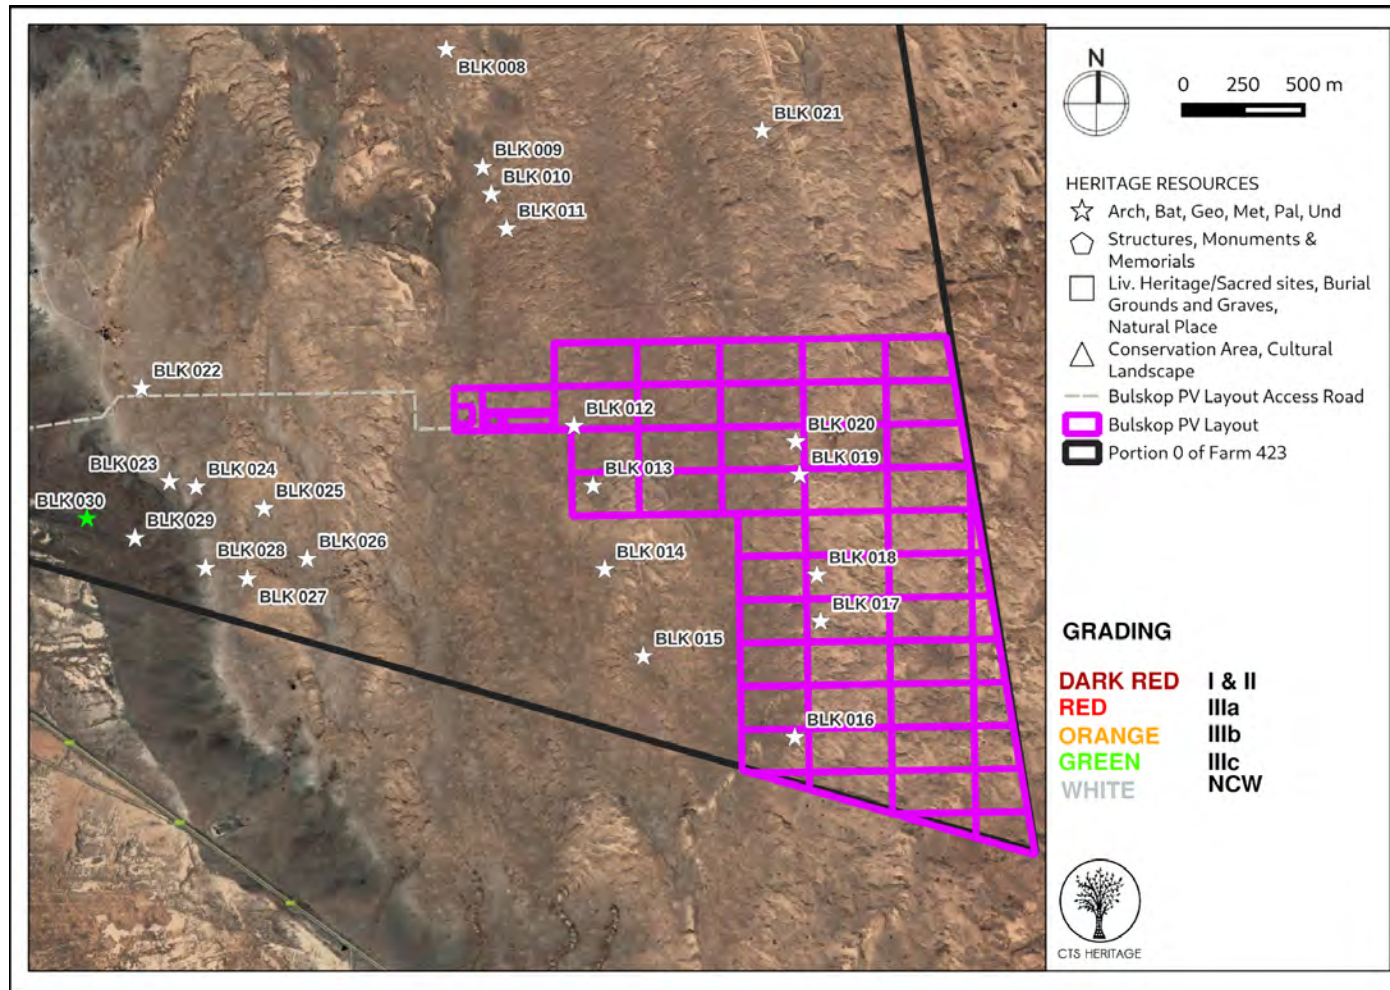 BLK 008
BLK 021
BLK 009
BLK 010
BLK 011
BLK 022
BLK 012
BLK 020
BLK 019
BLK 013
BLK 023
BLK 024
BLK 025
BLK 030
BLK 029
BLK 028
BLK 026
BLK 027
BLK 014
BLK 018
BLK 017
BLK 015
BLK 016
N
0 250 500 m
HERITAGE RESOURCES
Arch, Bat, Geo, Met, Pal, Und
Structures, Monuments &
Memorials
Liv. Heritage/Sacred sites, Burial
Grounds and Graves,
Natural Place
Conservation Area, Cultural
Landscape
Bulskop PV Layout Access Road
Bulskop PV Layout
Portion 0 of Farm 423
GRADING
DARK RED I & II
RED IIIa
ORANGE IIIb
GREEN IIIc
WHITE NCW
CTS HERITAGE